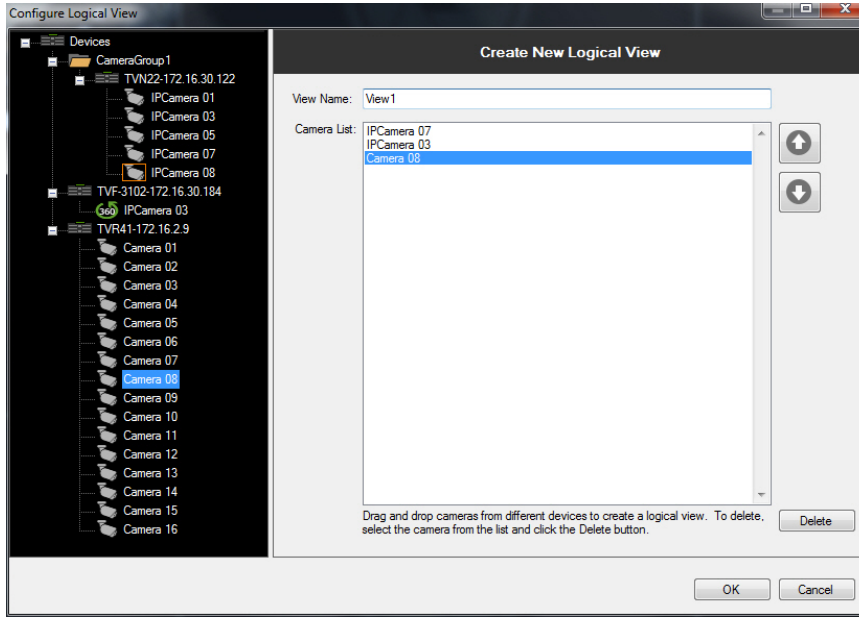 Configure Logical View
Devices
CameraGroup1
TVN22-172.16.30.122
IPCamera 01
IPCamera 03
IPCamera 05
IPCamera 07
IPCamera 08
TVF-3102-172.16.30.184
360 IPCamera 03
TVR41-172.16.2.9
Camera 01
Camera 02
Camera 03
Camera 04
Camera 05
Camera 06
Camera 07
Camera 08
Camera 09
Camera 10
Camera 11
Camera 12
Camera 13
Camera 14
Camera 15
Camera 16
Create New Logical View
View Name: View1
Camera List: IPCamera 07
IPCamera 03
Camera 08
Drag and drop cameras from different devices to create a logical view. To delete,
select the camera from the list and click the Delete button.
Delete
OK Cancel